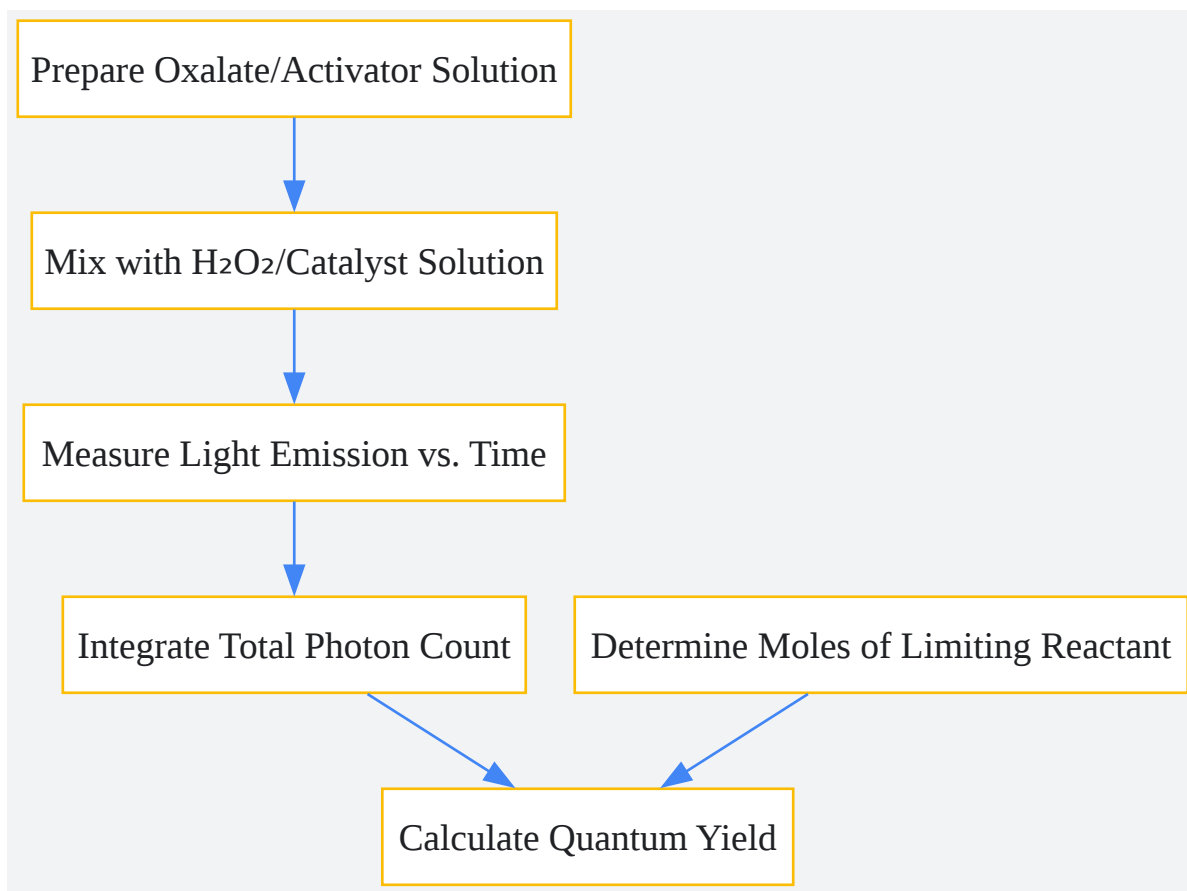 Prepare Oxalate/Activator Solution
Mix with H₂O₂/Catalyst Solution
Measure Light Emission vs. Time
Integrate Total Photon Count
Determine Moles of Limiting Reactant
Calculate Quantum Yield